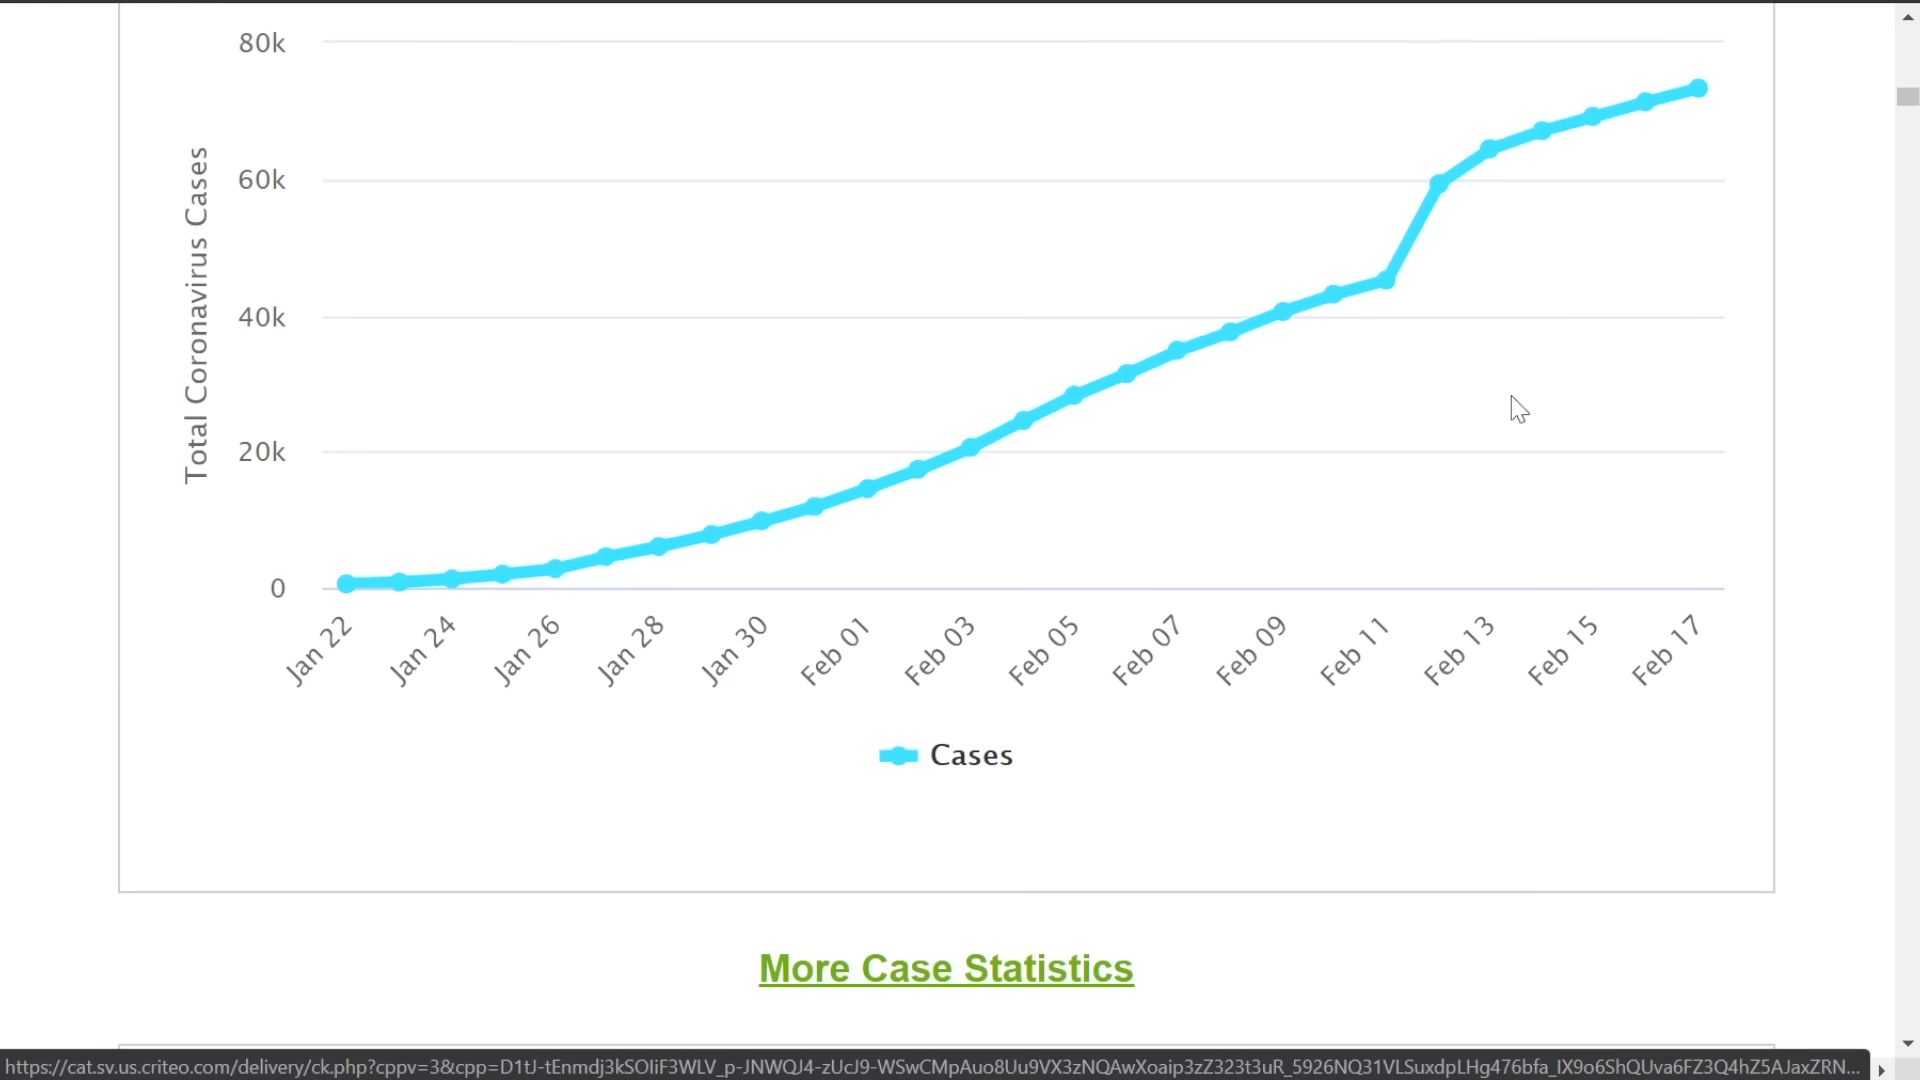 80k
60k
40k
20k
0
Total Coronavirus Cases
Jan 22
Jan 24
Jan 26
Jan 28
Jan 30
Feb 01
Feb 03
Feb 05
Feb 07
Feb 09
Feb 11
Feb 13
Feb 15
Feb 17
Cases
More Case Statistics
https://cat.sv.us.criteo.com/delivery/ck.php?cppv=3&cpp=D1tJ-tEnmdj3kSOIiF3WLV_p-JNWQJ4-zUcJ9-WSwCMpAuo8Uu9VX3zNQAwXoaip3zZ323t3uR_5926NQ31VLSuxdpLHg476bfa_IX9o6ShQUva6FZ3Q4hZ5AJaxZRN...